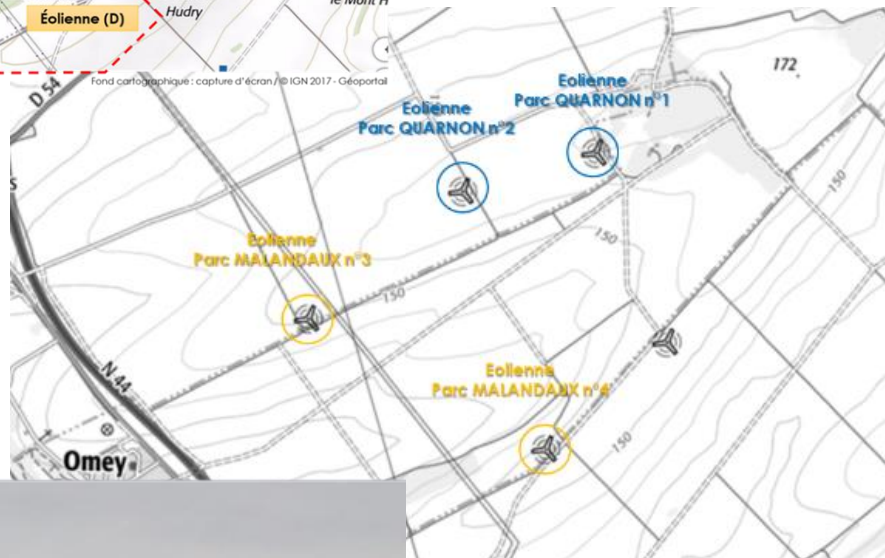 Éolienne (D)
Hudry
le Mont H
Fond cartographique : capture d'écran / © IGN 2017 - Géoportail
D 54
172
Eolienne
Parc QUARNON n°1
Eolienne
Parc QUARNON n°2
S
150
150
Eolienne
Parc MALANDAUX n°3
150
N 44
Eolienne
Parc MALANDAUX n°4
150
Omey